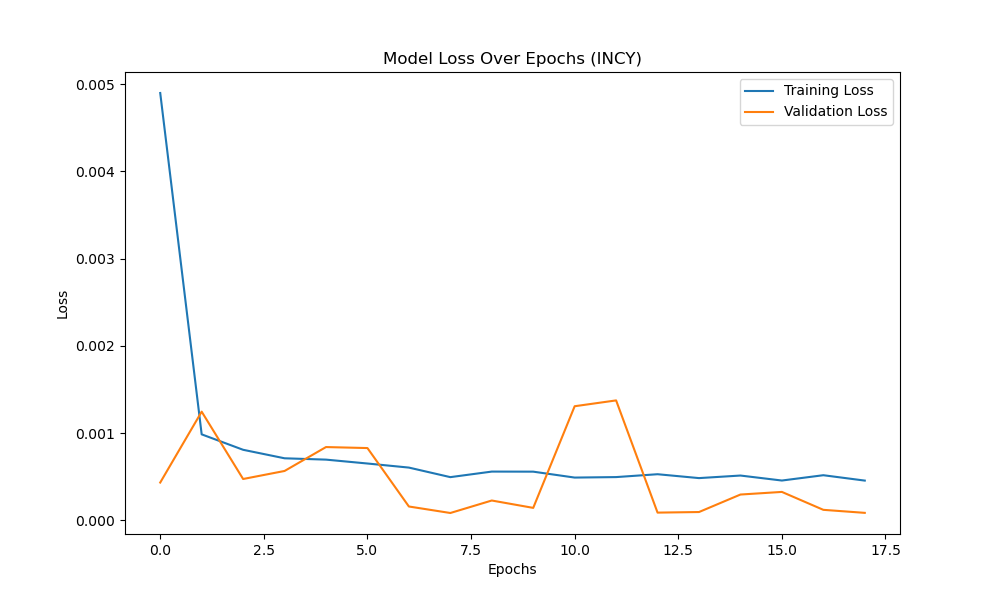 Model Loss Over Epochs (INCY)
Training Loss
Validation Loss
0.005
0.004
0.003
0.002
0.001
0.000
Loss
0.0
2.5
5.0
7.5
10.0
12.5
15.0
17.5
Epochs